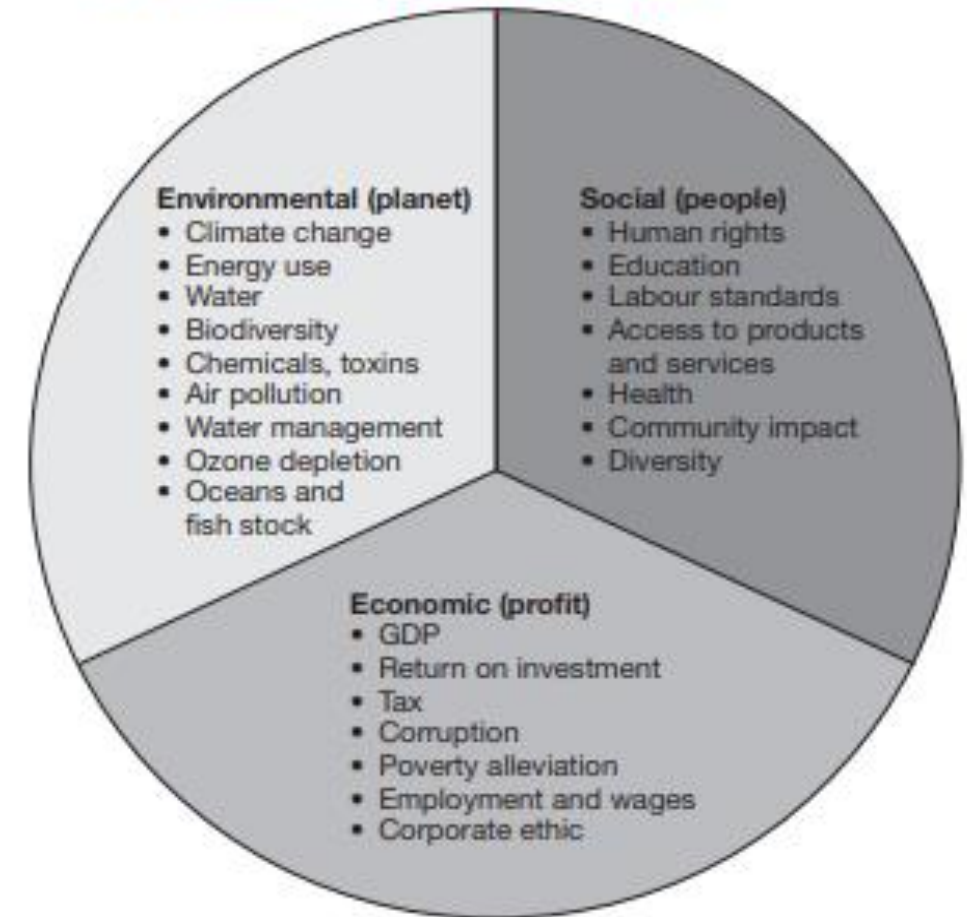 Environmental (planet)
• Climate change
• Energy use
• Water
• Biodiversity
• Chemicals, toxins
• Air pollution
• Water management
• Ozone depletion
• Oceans and
fish stock
Social (people)
• Human rights
• Education
• Labour standards
• Access to products
and services
• Health
• Community impact
• Diversity
Economic (profit)
• GDP
• Return on investment
• Tax
• Corruption
• Poverty alleviation
• Employment and wages
• Corporate ethic